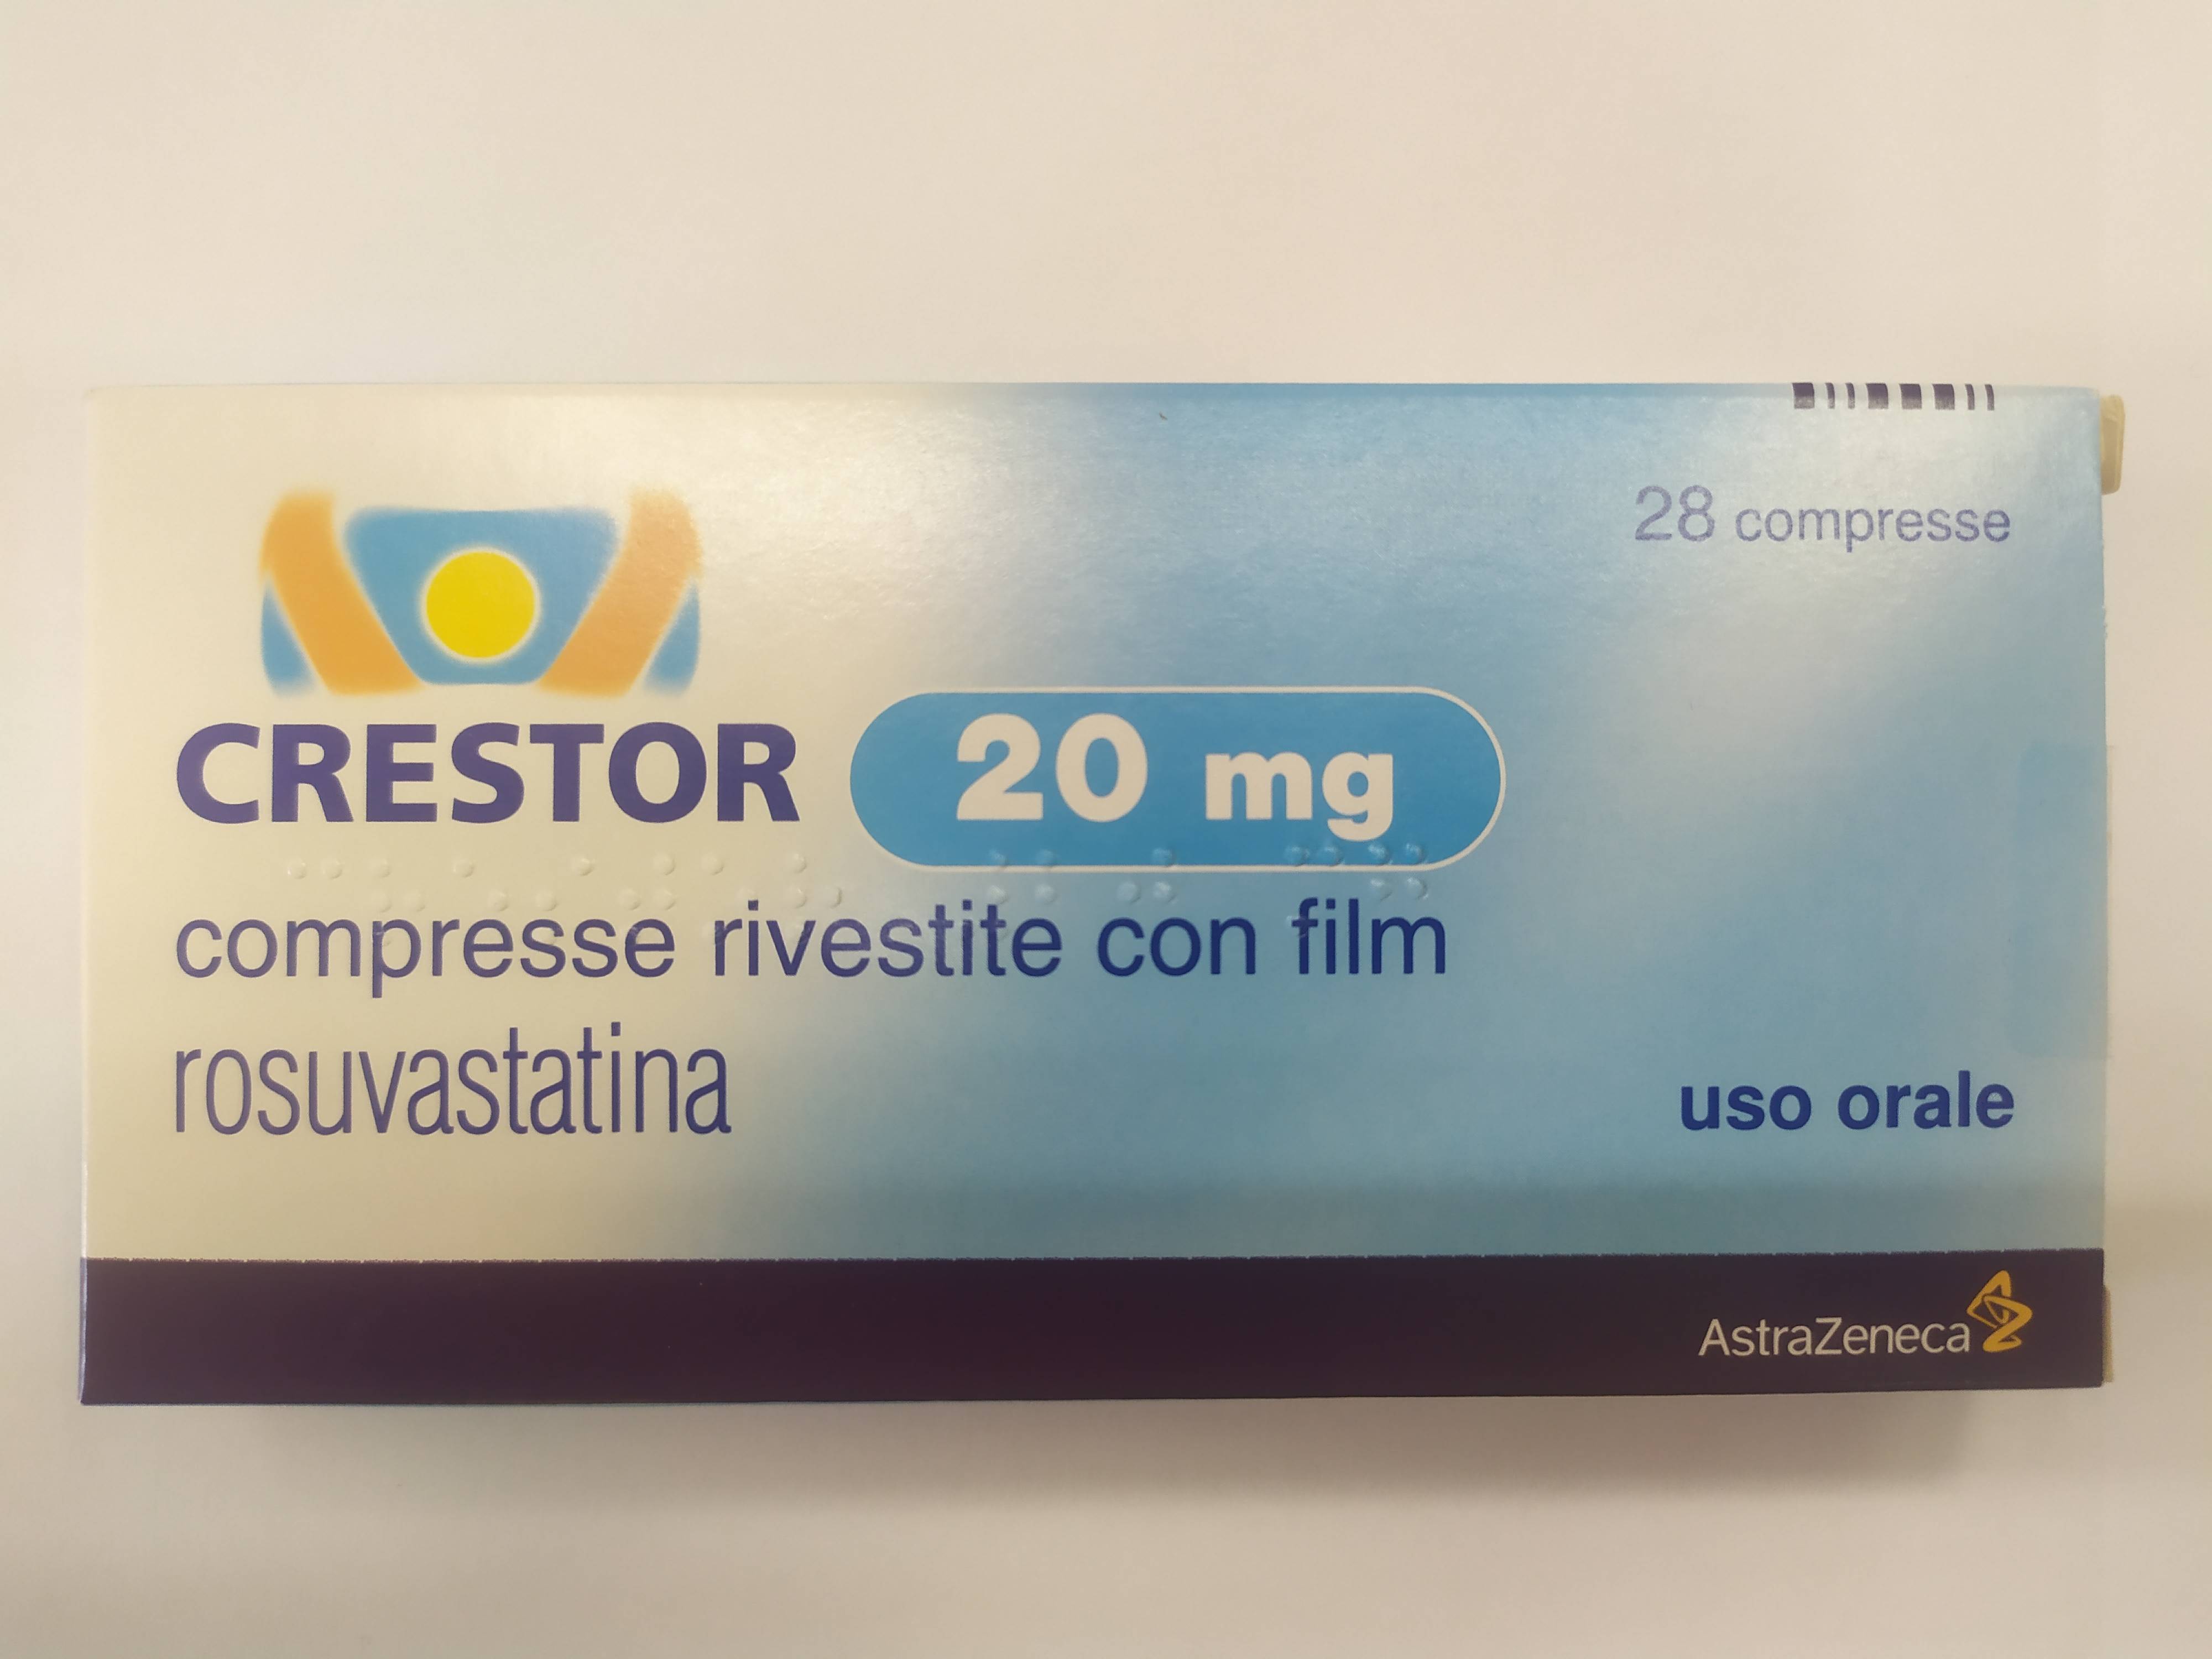 28 compresse
CRESTOR 20 mg
compresse rivestite con film
rosuvastatina
uso orale
AstraZeneca